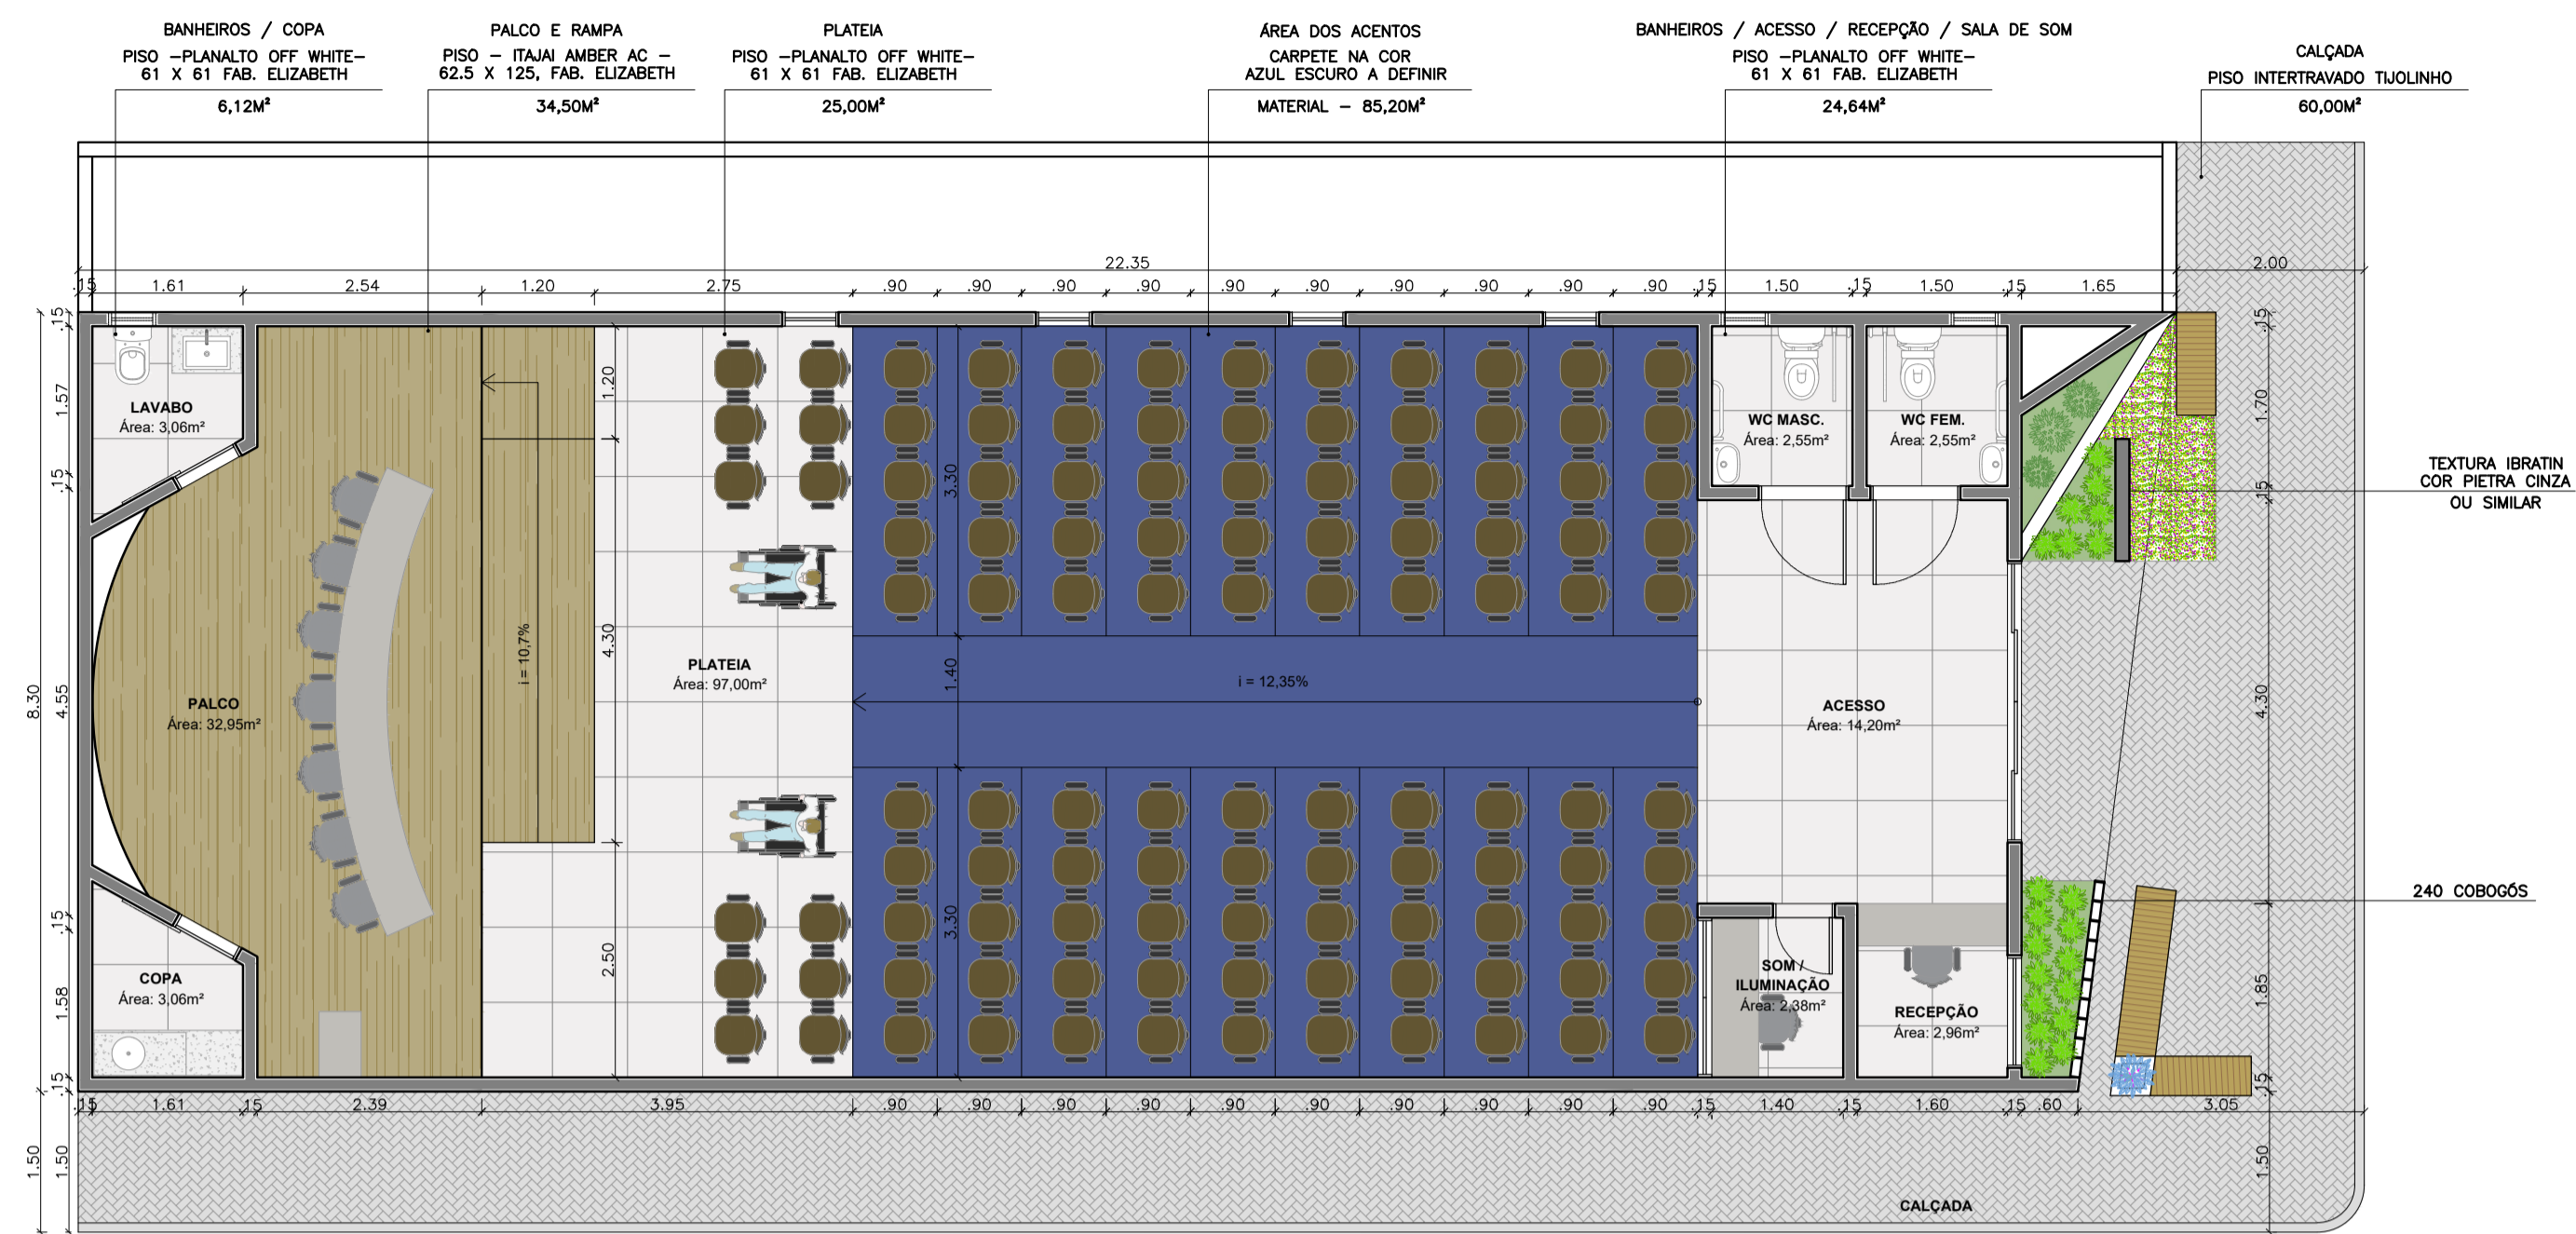 BANHEIROS / COPA
PISO -PLANALTO OFF WHITE-
61 X 61 FAB. ELIZABETH
6,12M²
PALCO E RAMPA
PISO - ITAJAI AMBER AC -
62.5 X 125, FAB. ELIZABETH
34,50M²
PLATEIA
PISO -PLANALTO OFF WHITE-
61 X 61 FAB. ELIZABETH
25,00M²
ÁREA DOS ACENTOS
CARPETE NA COR
AZUL ESCURO A DEFINIR
MATERIAL - 85,20M²
BANHEIROS / ACESSO / RECEPÇÃO / SALA DE SOM
PISO -PLANALTO OFF WHITE-
61 X 61 FAB. ELIZABETH
24,64M²
CALÇADA
PISO INTERTRAVADO TIJOLINHO
60,00M²
22.35
2.00
.15 1.61 2.54 1.20 2.75 .90 .90 .90 .90 .90 .90 .90 .90 .90 .90 .15 1.50 .15 1.50 .15 1.65
8.30
1.50
.15
1.57
.15
4.55
.15
1.58
.15
1.50
LAVABO
Área: 3,06m²
PALCO
Área: 32,95m²
COPA
Área: 3,06m²
i = 10,7%
1.20
4.30
2.50
PLATEIA
Área: 97,00m²
3.30
1.40
3.30
i = 12,35%
WC MASC.
Área: 2,55m²
WC FEM.
Área: 2,55m²
ACESSO
Área: 14,20m²
SOM /
ILUMINAÇÃO
Área: 2,38m²
RECEPÇÃO
Área: 2,96m²
.15
1.70
.15
4.30
1.85
.15
1.50
TEXTURA IBRATIN
COR PIETRA CINZA
OU SIMILAR
240 COBOGÓS
.15 1.61 .15 2.39 3.95 .90 .90 .90 .90 .90 .90 .90 .90 .90 .90 .15 1.40 .15 1.60 .15 .60 3.05
CALÇADA